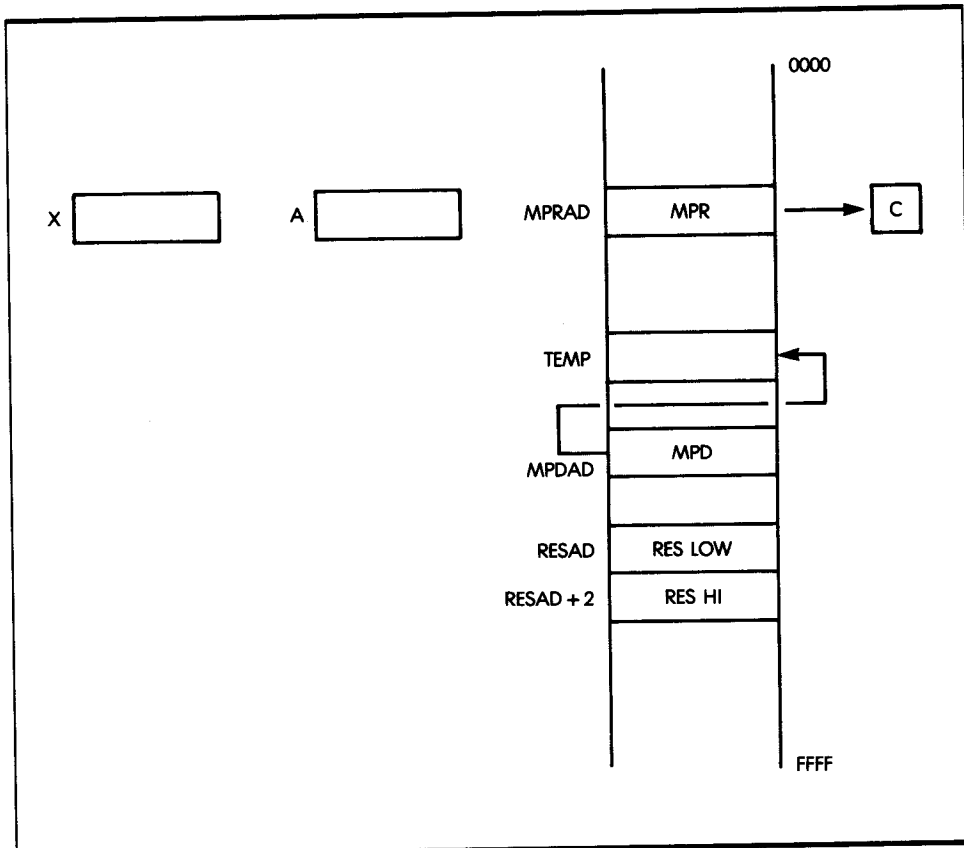 0000
X
A
MPRAD
MPR
C
TEMP
MPD
MPDAD
RESAD
RES LOW
RESAD + 2
RES HI
FFFF